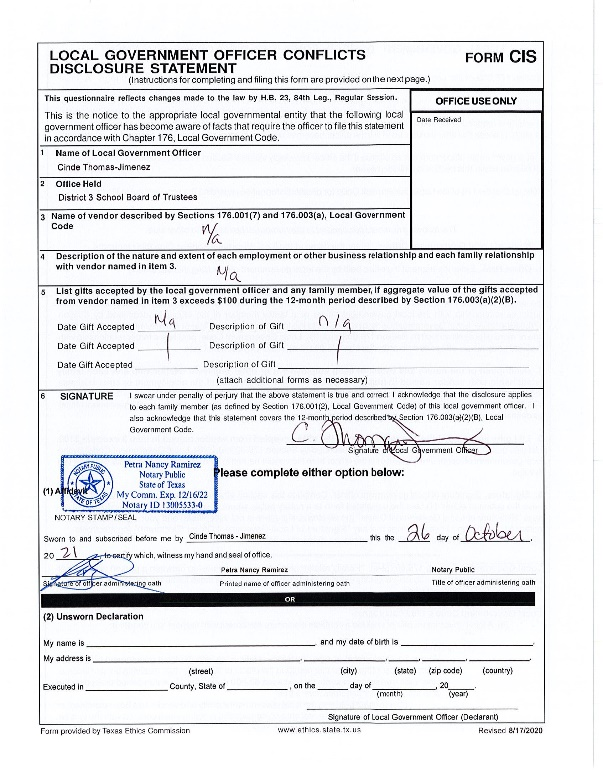 LOCAL GOVERNMENT OFFICER CONFLICTS
DISCLOSURE STATEMENT
FORM CIS
(Instructions for completing and filing this form are provided on the next page.)
This questionnaire reflects changes made to the law by H.B. 23, 84th Leg., Regular Session.
OFFICE USE ONLY
This is the notice to the appropriate local governmental entity that the following local
government officer has become aware of facts that require the officer to file this statement
in accordance with Chapter 176, Local Government Code.
Date Received
1 Name of Local Government Officer
Cinde Thomas-Jimenez
2 Office Held
District 3 School Board of Trustees
3 Name of vendor described by Sections 176.001(7) and 176.003(a), Local Government
Code
n/a
4 Description of the nature and extent of each employment or other business relationship and each family relationship
with vendor named in item 3.
n/a
5 List gifts accepted by the local government officer and any family member, if aggregate value of the gifts accepted
from vendor named in item 3 exceeds $100 during the 12-month period described by Section 176.003(a)(2)(B).
Date Gift Accepted n/a Description of Gift n/a
Date Gift Accepted Description of Gift
Date Gift Accepted Description of Gift
(attach additional forms as necessary)
6 SIGNATURE I swear under penalty of perjury that the above statement is true and correct. I acknowledge that the disclosure applies
to each family member (as defined by Section 176.001(2), Local Government Code) of this local government officer. I
also acknowledge that this statement covers the 12-month period described by Section 176.003(a)(2)(B), Local
Government Code.
C. Thomas
Signature of Local Government Officer
Please complete either option below:
(1) Affidavit
NOTARY PUBLIC
STATE OF TEXAS
Petra Nancy Ramirez
Notary Public
State of Texas
My Comm. Exp. 12/16/22
Notary ID 13005533-0
NOTARY STAMP/SEAL
Sworn to and subscribed before me by Cinde Thomas - Jimenez this the 26 day of October,
20 21, to certify which, witness my hand and seal of office.
Petra Nancy Ramirez Notary Public
Signature of officer administering oath Printed name of officer administering oath Title of officer administering oath
OR
(2) Unsworn Declaration
My name is , and my date of birth is .
My address is , , , , .
(street) (city) (state) (zip code) (country)
Executed in County, State of , on the day of , 20 .
(month) (year)
Signature of Local Government Officer (Declarant)
Form provided by Texas Ethics Commission www.ethics.state.tx.us Revised 8/17/2020